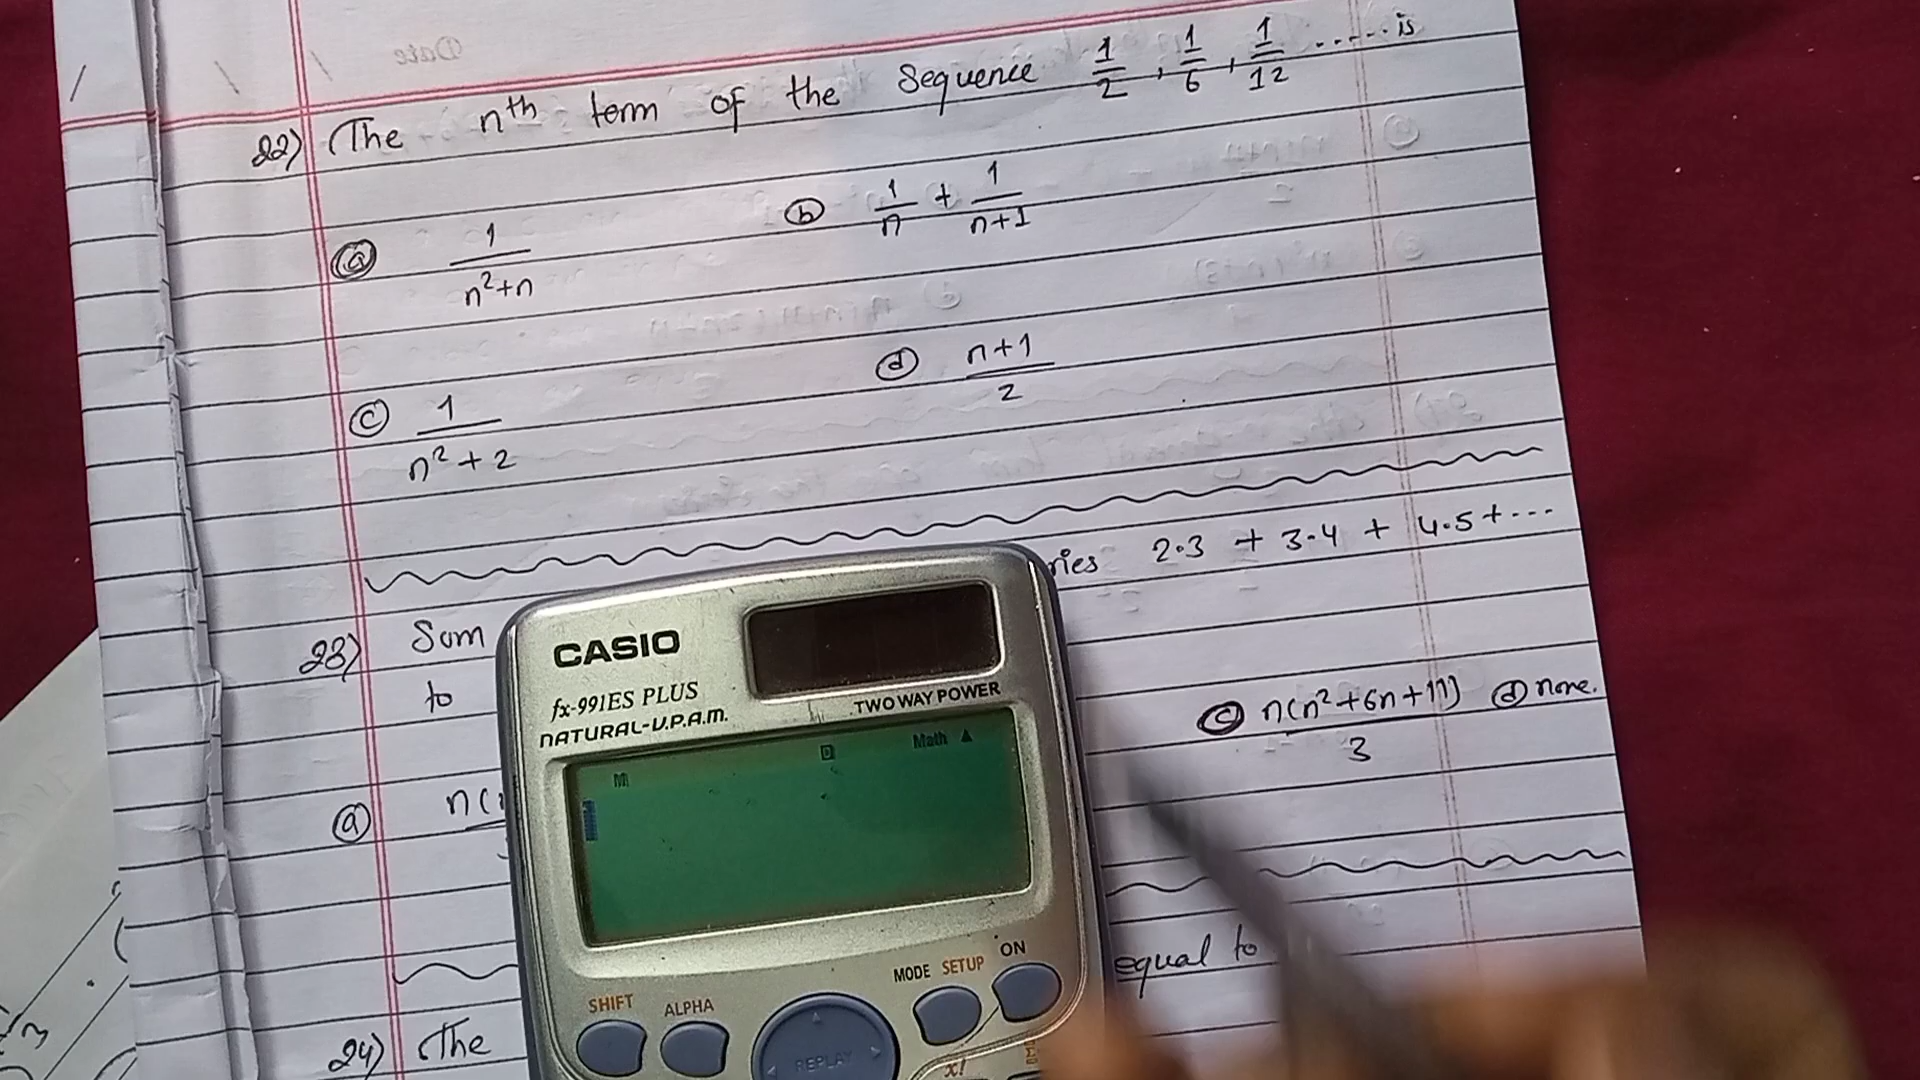 22) The nth term of the sequence 1/2, 1/6, 1/12 ...... is
ⓐ 1/(n²+n) ⓑ 1/n + 1/(n+1)
ⓒ 1/(n²+2) ⓓ (n+1)/2
23) Sum ries 2·3 + 3·4 + 4·5 + ...
to
ⓐ n( ⓒ n(n²+6n+11)/3 ⓓ none.
equal to
24) The
CASIO
fx-991ES PLUS
NATURAL-V.P.A.M.
TWO WAY POWER
M D Math ▲
SHIFT ALPHA MODE SETUP ON
REPLAY
x!
Date